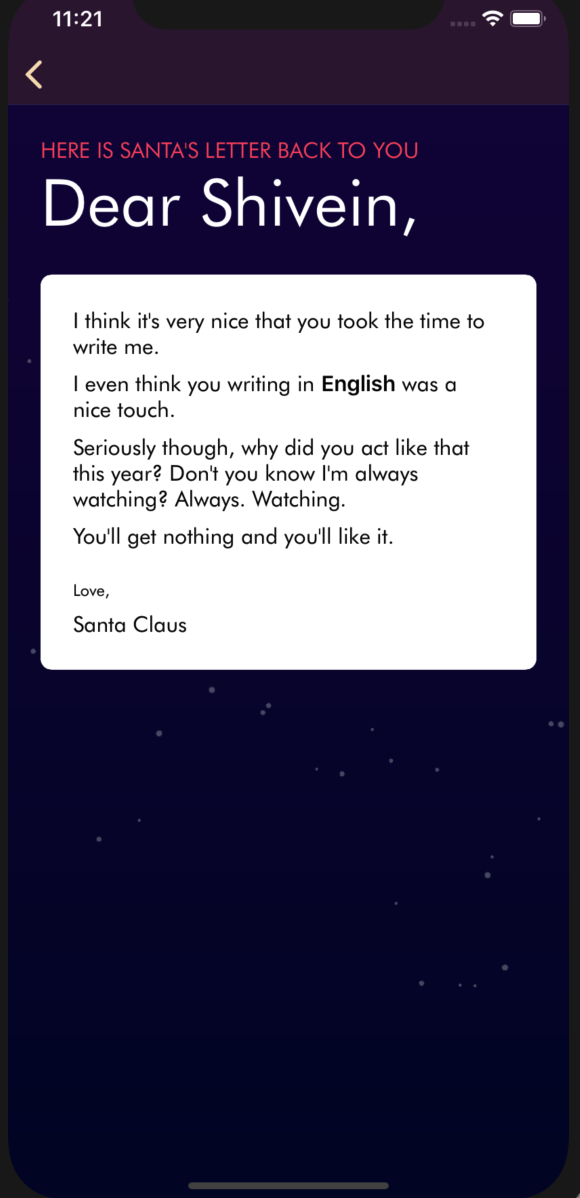 11:21
HERE IS SANTA'S LETTER BACK TO YOU
Dear Shivein,
I think it's very nice that you took the time to
write me.
I even think you writing in English was a
nice touch.
Seriously though, why did you act like that
this year? Don't you know I'm always
watching? Always. Watching.
You'll get nothing and you'll like it.
Love,
Santa Claus